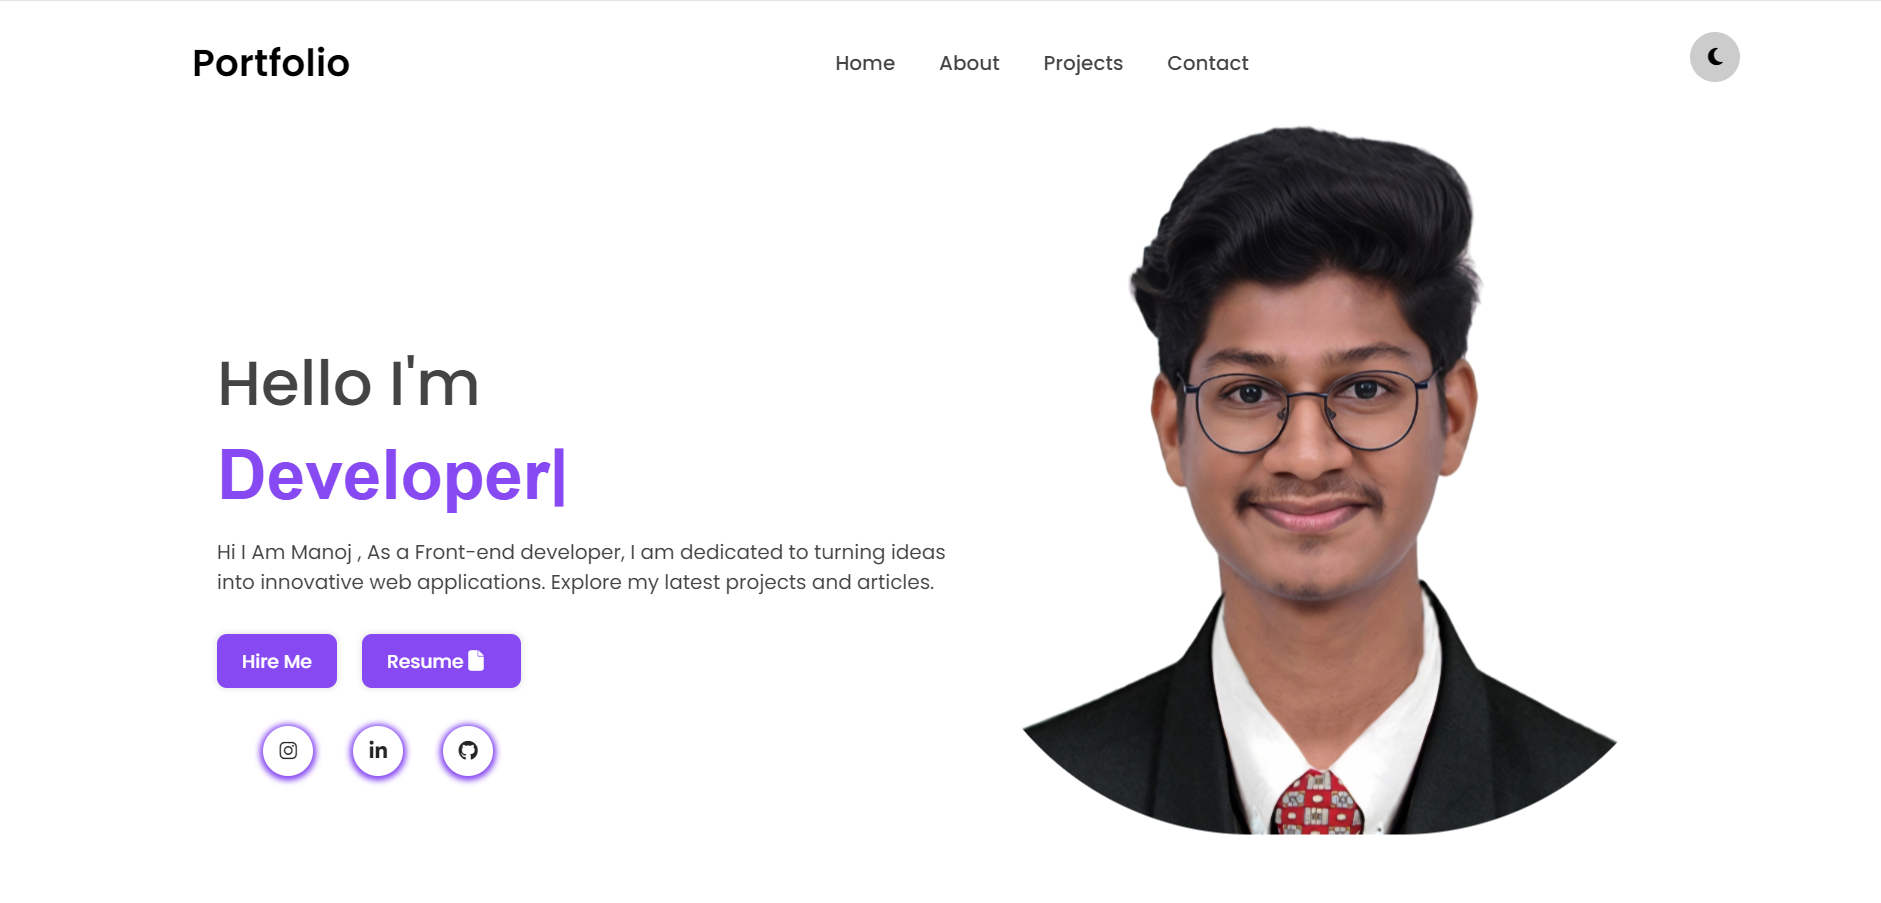 Portfolio
Home
About
Projects
Contact
Hello I'm
Developer|
Hi I Am Manoj , As a Front-end developer, I am dedicated to turning ideas
into innovative web applications. Explore my latest projects and articles.
Hire Me
Resume
in